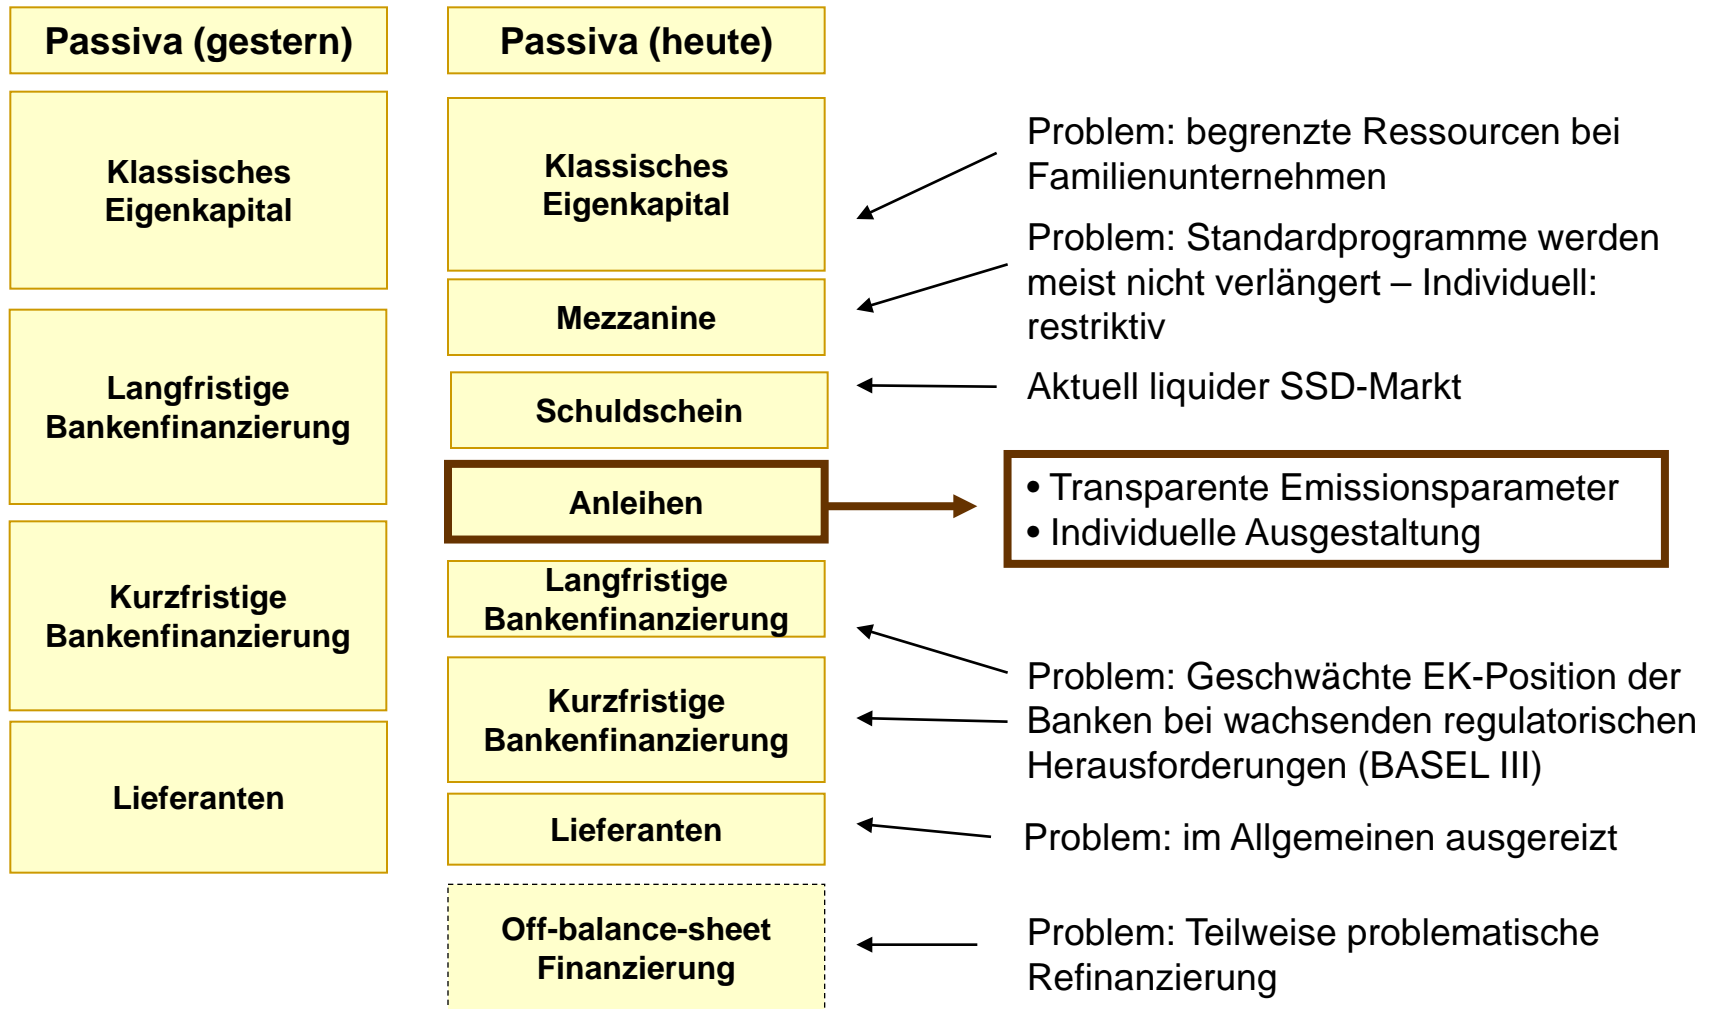 Passiva (gestern)
Klassisches
Eigenkapital
Langfristige
Bankenfinanzierung
Kurzfristige
Bankenfinanzierung
Lieferanten
Passiva (heute)
Klassisches
Eigenkapital
Mezzanine
Schuldschein
Anleihen
Langfristige
Bankenfinanzierung
Kurzfristige
Bankenfinanzierung
Lieferanten
Off-balance-sheet
Finanzierung
Problem: begrenzte Ressourcen bei
Familienunternehmen
Problem: Standardprogramme werden
meist nicht verlängert – Individuell:
restriktiv
Aktuell liquider SSD-Markt
• Transparente Emissionsparameter
• Individuelle Ausgestaltung
Problem: Geschwächte EK-Position der
Banken bei wachsenden regulatorischen
Herausforderungen (BASEL III)
Problem: im Allgemeinen ausgereizt
Problem: Teilweise problematische
Refinanzierung